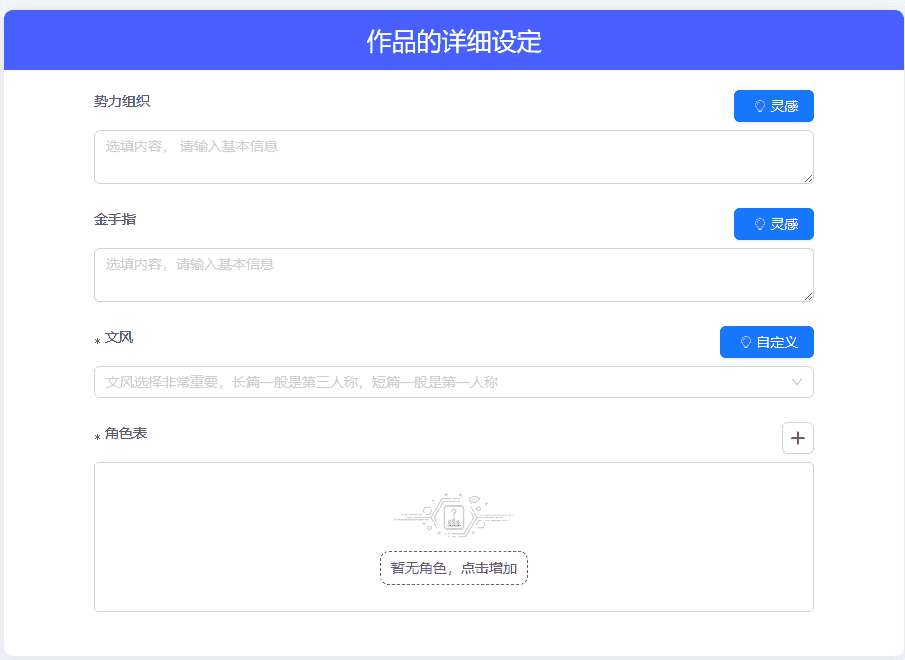 作品的详细设定
势力组织
灵感
选填内容， 请输入基本信息
金手指
灵感
选填内容，请输入基本信息
* 文风
自定义
文风选择非常重要，长篇一般是第三人称，短篇一般是第一人称
* 角色表
+
?
暂无角色，点击增加